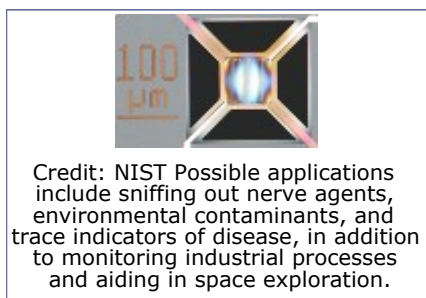 100
μm
Credit: NIST Possible applications
include sniffing out nerve agents,
environmental contaminants, and
trace indicators of disease, in addition
to monitoring industrial processes
and aiding in space exploration.